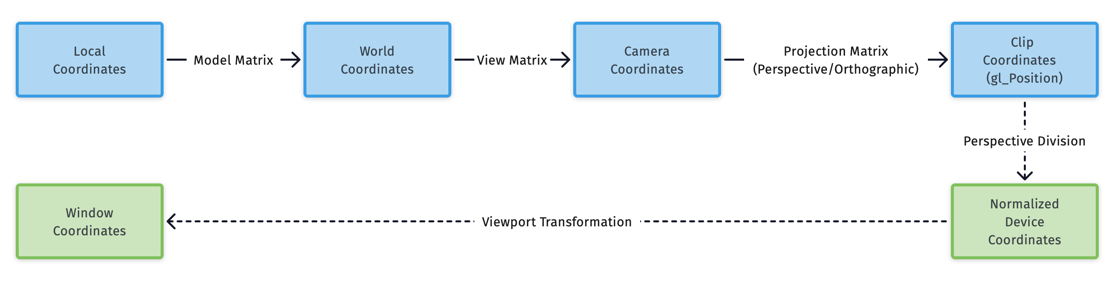 Local
Coordinates
Model Matrix
World
Coordinates
View Matrix
Camera
Coordinates
Projection Matrix
(Perspective/Orthographic)
Clip
Coordinates
(gl_Position)
Perspective Division
Normalized
Device
Coordinates
Viewport Transformation
Window
Coordinates